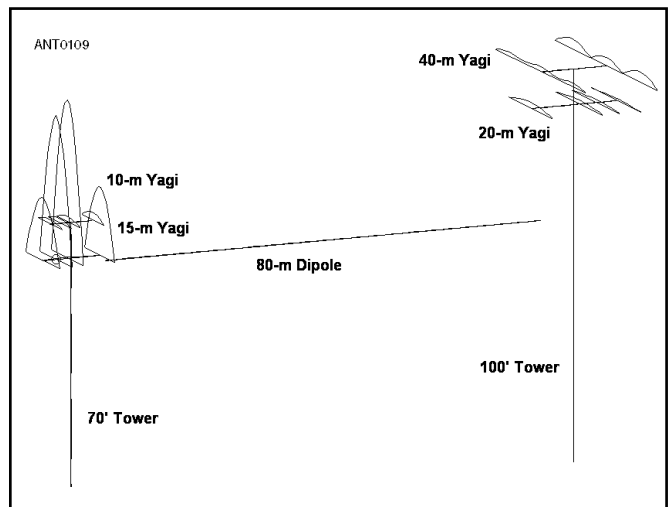 ANT0109
40-m Yagi
20-m Yagi
10-m Yagi
15-m Yagi
80-m Dipole
100' Tower
70' Tower